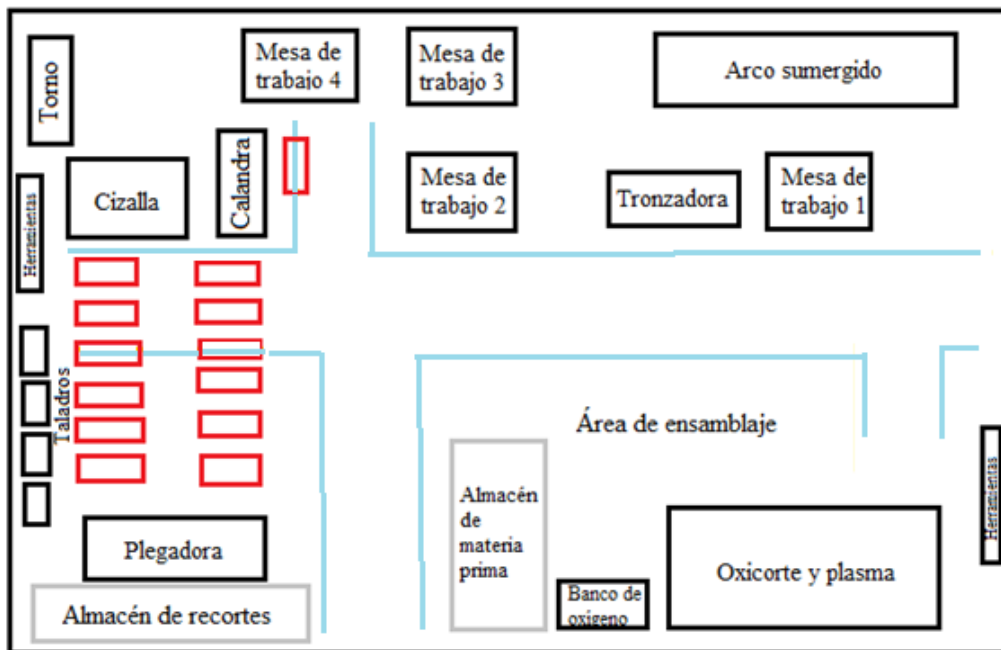 Torno
Mesa de
trabajo 4
Mesa de
trabajo 3
Arco sumergido
Cizalla
Calandra
Mesa de
trabajo 2
Tronzadora
Mesa de
trabajo 1
Herramientas
Taladros
Área de ensamblaje
Almacén
de
materia
prima
Herramientas
Plegadora
Banco de
oxigeno
Oxicorte y plasma
Almacén de recortes